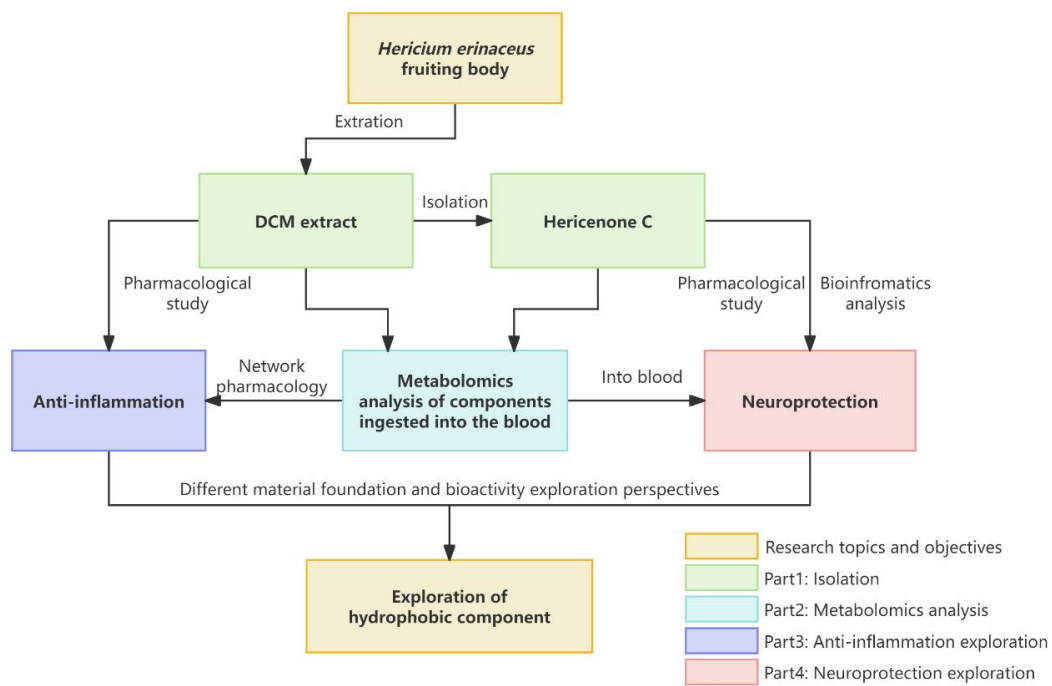 Hericium erinaceus
fruiting body
Extration
DCM extract
Isolation
Hericenone C
Pharmacological
study
Pharmacological
study
Bioinfromatics
analysis
Anti-inflammation
Network
pharmacology
Metabolomics
analysis of components
ingested into the blood
Into blood
Neuroprotection
Different material foundation and bioactivity exploration perspectives
Exploration of
hydrophobic component
Research topics and objectives
Part1: Isolation
Part2: Metabolomics analysis
Part3: Anti-inflammation exploration
Part4: Neuroprotection exploration